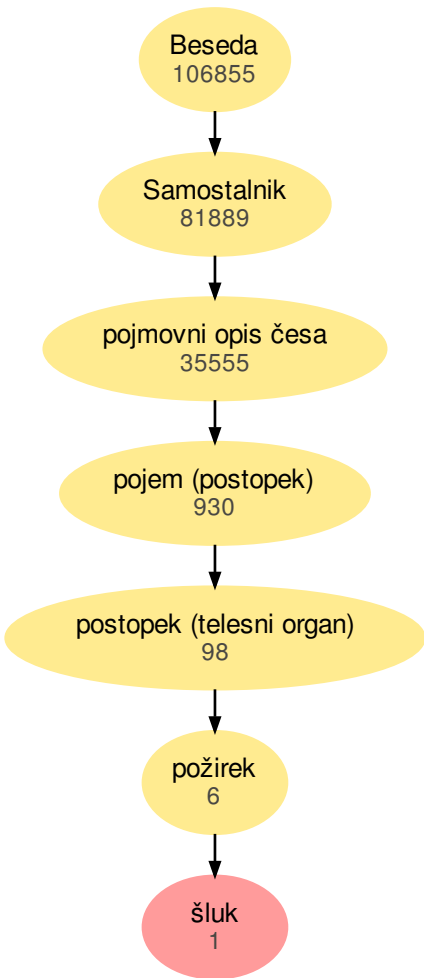 Beseda
106855
Samostalnik
81889
pojmovni opis česa
35555
pojem (postopek)
930
postopek (telesni organ)
98
požirek
6
šluk
1